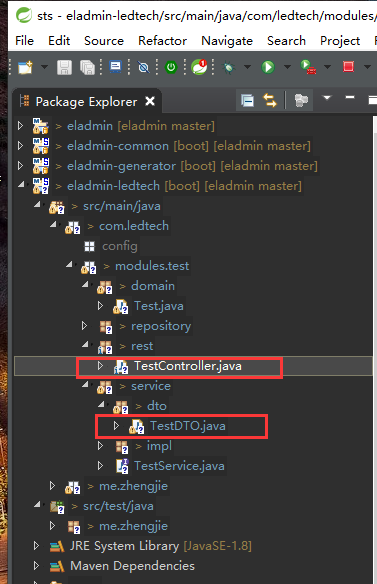 sts - eladmin-ledtech/src/main/java/com/ledtech/modules/
File Edit Source Refactor Navigate Search Project
Package Explorer
> eladmin [eladmin master]
> eladmin-common [boot] [eladmin master]
> eladmin-generator [boot] [eladmin master]
> eladmin-ledtech [boot] [eladmin master]
> src/main/java
> com.ledtech
config
> modules.test
> domain
> Test.java
> repository
> rest
> TestController.java
> service
> dto
> TestDTO.java
> impl
> TestService.java
> me.zhengjie
> src/test/java
> me.zhengjie
JRE System Library [JavaSE-1.8]
Maven Dependencies